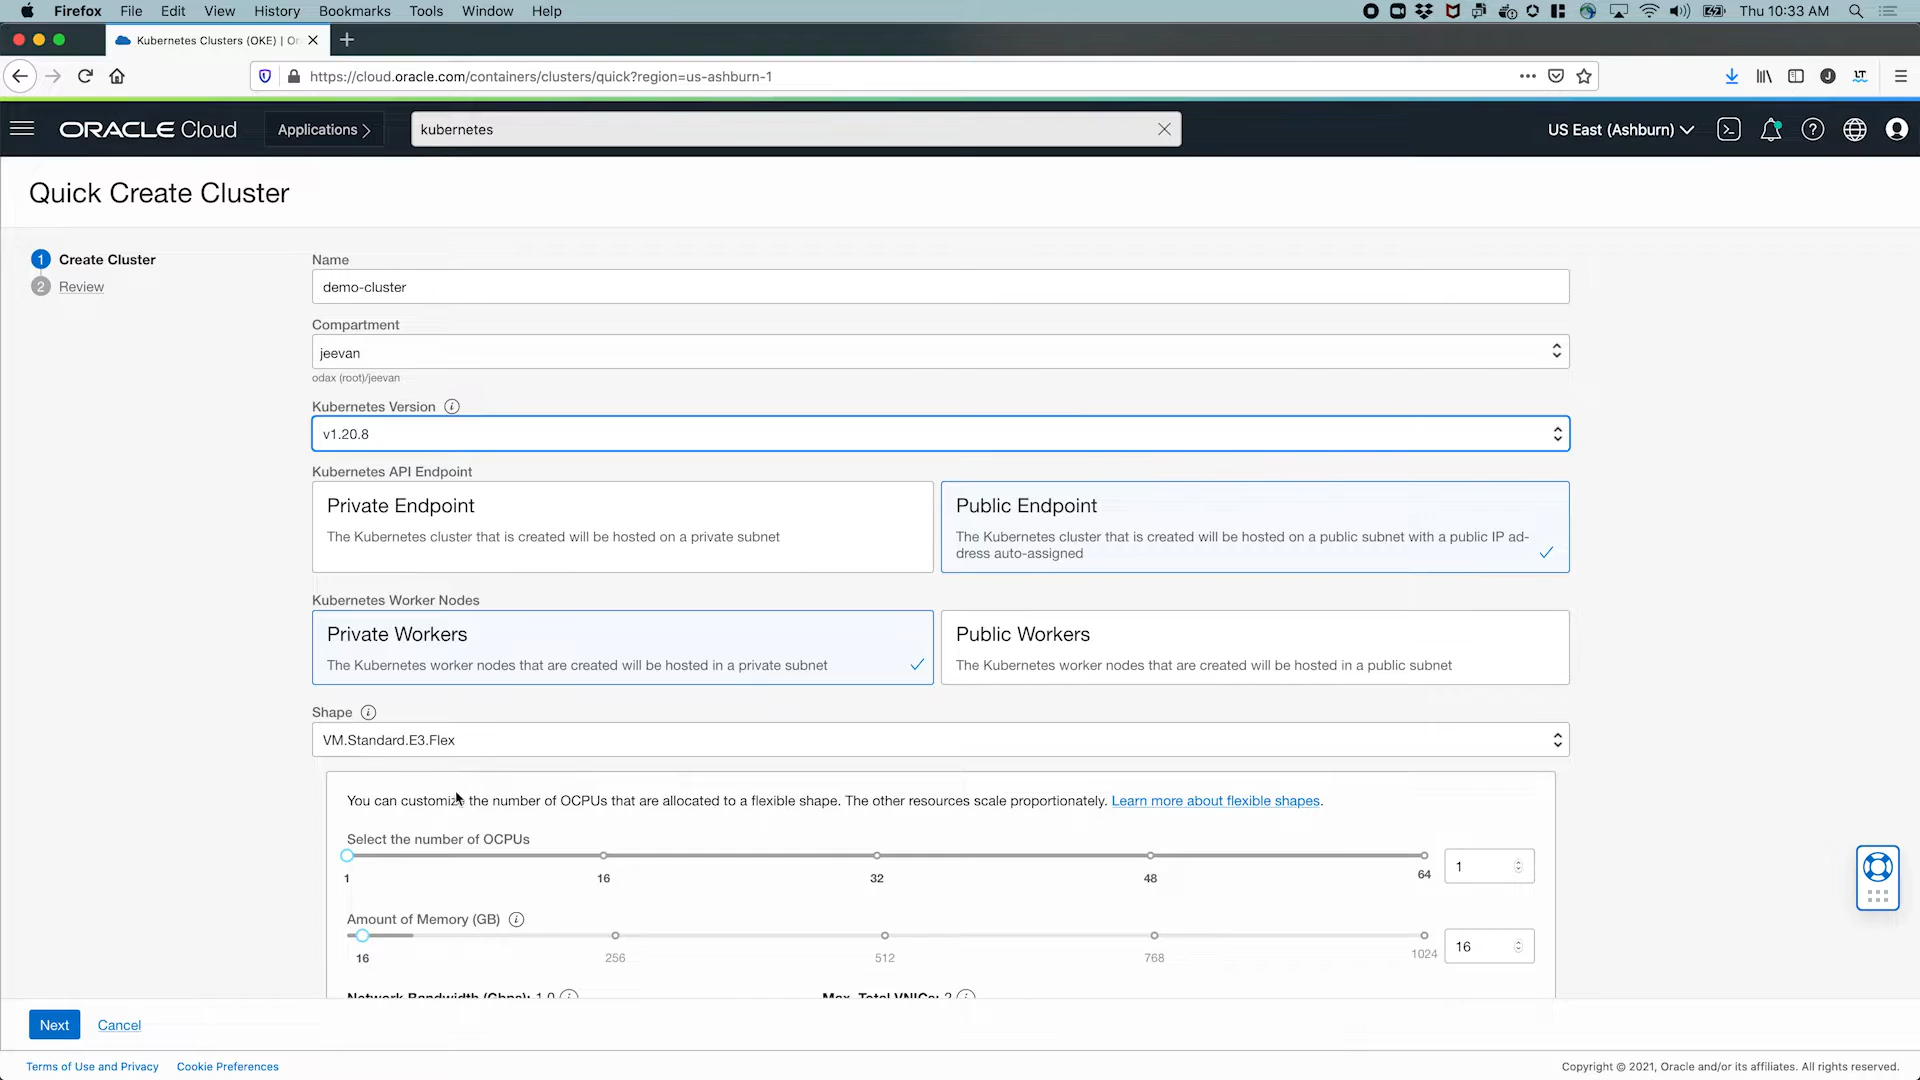 Firefox File Edit View History Bookmarks Tools Window Help Thu 10:33 AM
Kubernetes Clusters (OKE) | Or
https://cloud.oracle.com/containers/clusters/quick?region=us-ashburn-1
ORACLE Cloud Applications kubernetes US East (Ashburn)
Quick Create Cluster
1 Create Cluster
2 Review
Name
demo-cluster
Compartment
jeevan
odax (root)/jeevan
Kubernetes Version
v1.20.8
Kubernetes API Endpoint
Private Endpoint
The Kubernetes cluster that is created will be hosted on a private subnet
Public Endpoint
The Kubernetes cluster that is created will be hosted on a public subnet with a public IP ad-
dress auto-assigned
Kubernetes Worker Nodes
Private Workers
The Kubernetes worker nodes that are created will be hosted in a private subnet
Public Workers
The Kubernetes worker nodes that are created will be hosted in a public subnet
Shape
VM.Standard.E3.Flex
You can customize the number of OCPUs that are allocated to a flexible shape. The other resources scale proportionately. Learn more about flexible shapes.
Select the number of OCPUs
1 16 32 48 64 1
Amount of Memory (GB)
16 256 512 768 1024 16
Network Bandwidth (Gbps): 1.0 Max. Total VNICs: 2
Next Cancel
Terms of Use and Privacy Cookie Preferences Copyright © 2021, Oracle and/or its affiliates. All rights reserved.